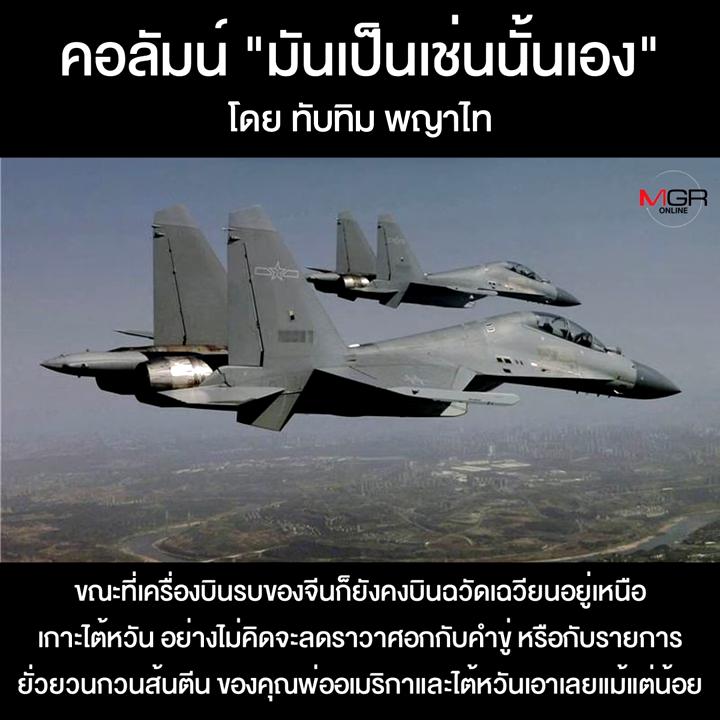 คอลัมน์ "มันเป็นเช่นนั้นเอง"
โดย ทับทิม พญาไท
MGR
ONLINE
ขณะที่เครื่องบินรบของจีนก็ยังคงบินฉวัดเฉวียนอยู่เหนือ
เกาะไต้หวัน อย่างไม่คิดจะลดราวาศอกกับคำขู่ หรือกับรายการ
ยั่วยวนกวนส้นตีน ของคุณพ่ออเมริกาและไต้หวันเอาเลยแม้แต่น้อย